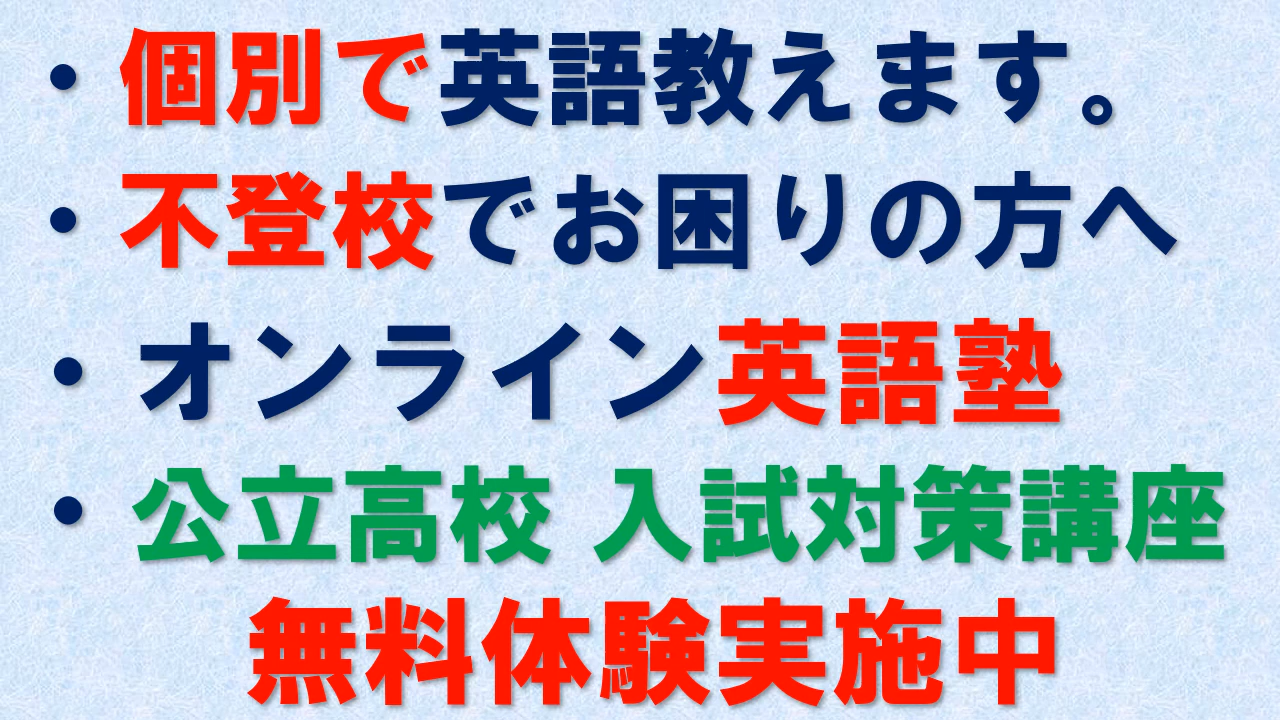 ・個別で英語教えます。
・不登校でお困りの方へ
・オンライン英語塾
・公立高校 入試対策講座
無料体験実施中